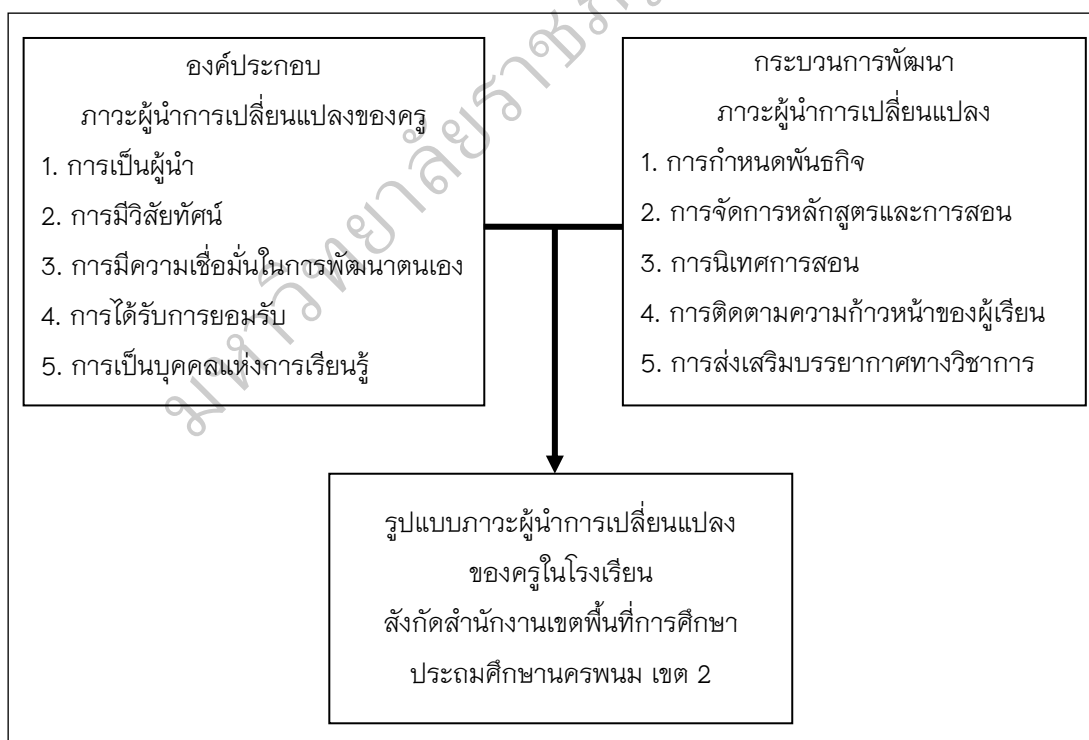 องค์ประกอบ
ภาวะผู้นำการเปลี่ยนแปลงของครู
1. การเป็นผู้นำ
2. การมีวิสัยทัศน์
3. การมีความเชื่อมั่นในการพัฒนาตนเอง
4. การได้รับการยอมรับ
5. การเป็นบุคคลแห่งการเรียนรู้
กระบวนการพัฒนา
ภาวะผู้นำการเปลี่ยนแปลง
1. การกำหนดพันธกิจ
2. การจัดการหลักสูตรและการสอน
3. การนิเทศการสอน
4. การติดตามความก้าวหน้าของผู้เรียน
5. การส่งเสริมบรรยากาศทางวิชาการ
รูปแบบภาวะผู้นำการเปลี่ยนแปลง
ของครูในโรงเรียน
สังกัดสำนักงานเขตพื้นที่การศึกษา
ประถมศึกษานครพนม เขต 2